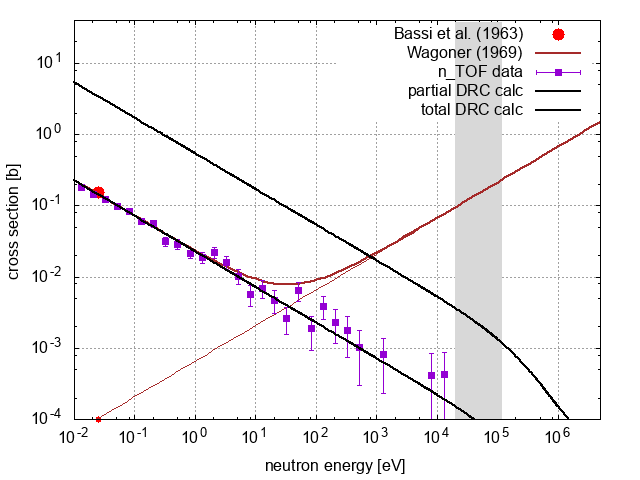 Bassi et al. (1963)
Wagoner (1969)
n_TOF data
partial DRC calc
total DRC calc
10^1
10^0
10^-1
10^-2
10^-3
10^-4
cross section [b]
10^-2 10^-1 10^0 10^1 10^2 10^3 10^4 10^5 10^6
neutron energy [eV]